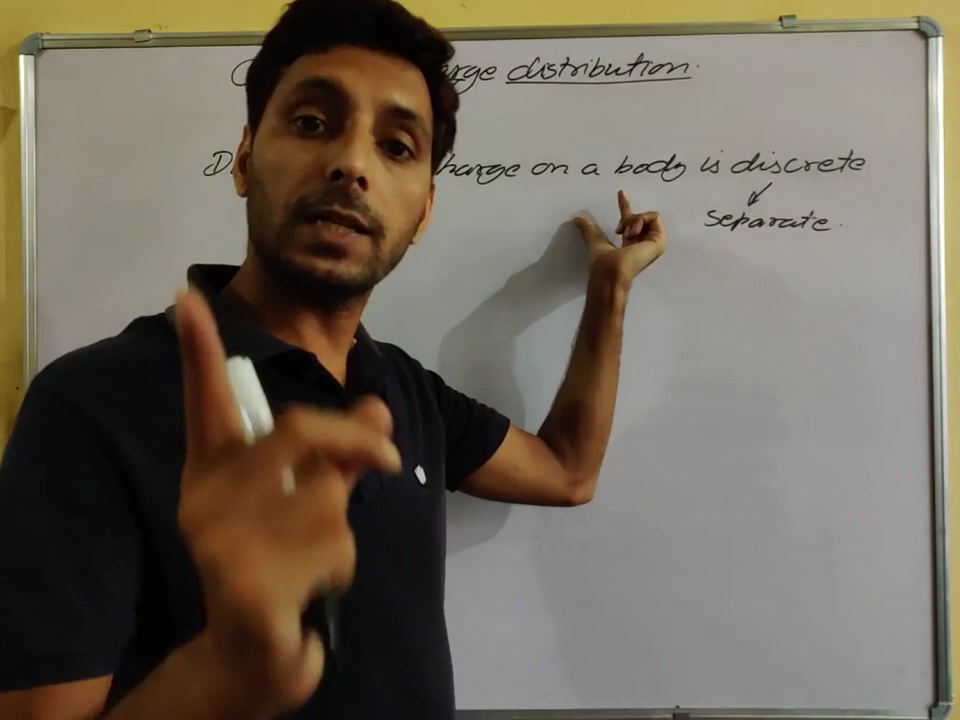 distribution.
on a body is discrete
separate.